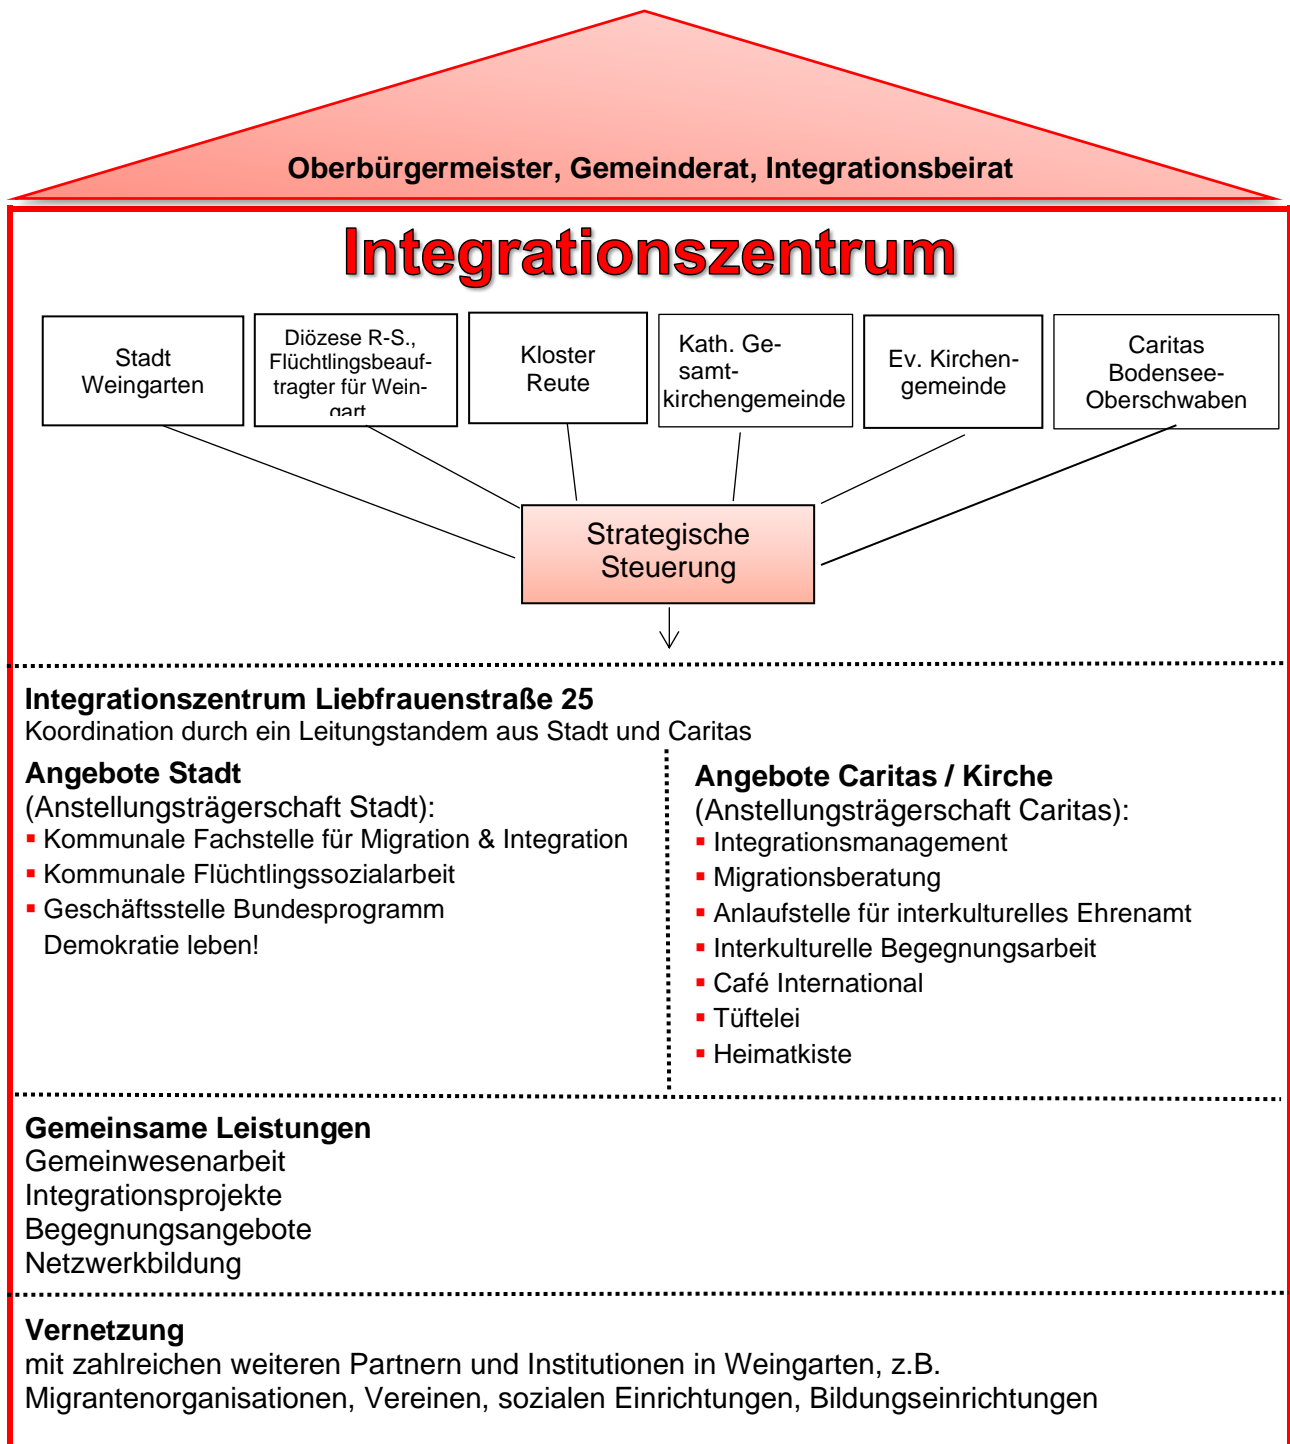 Oberbürgermeister, Gemeinderat, Integrationsbeirat
Integrationszentrum
Stadt
Weingarten
Diözese R-S.,
Flüchtlingsbeauf-
tragter für Wein-
gart
Kloster
Reute
Kath. Ge-
samt-
kirchengemeinde
Ev. Kirchen-
gemeinde
Caritas
Bodensee-
Oberschwaben
Strategische
Steuerung
Integrationszentrum Liebfrauenstraße 25
Koordination durch ein Leitungstandem aus Stadt und Caritas
Angebote Stadt
(Anstellungsträgerschaft Stadt):
▪ Kommunale Fachstelle für Migration & Integration
▪ Kommunale Flüchtlingssozialarbeit
▪ Geschäftsstelle Bundesprogramm
Demokratie leben!
Angebote Caritas / Kirche
(Anstellungsträgerschaft Caritas):
▪ Integrationsmanagement
▪ Migrationsberatung
▪ Anlaufstelle für interkulturelles Ehrenamt
▪ Interkulturelle Begegnungsarbeit
▪ Café International
▪ Tüftelei
▪ Heimatkiste
Gemeinsame Leistungen
Gemeinwesenarbeit
Integrationsprojekte
Begegnungsangebote
Netzwerkbildung
Vernetzung
mit zahlreichen weiteren Partnern und Institutionen in Weingarten, z.B.
Migrantenorganisationen, Vereinen, sozialen Einrichtungen, Bildungseinrichtungen